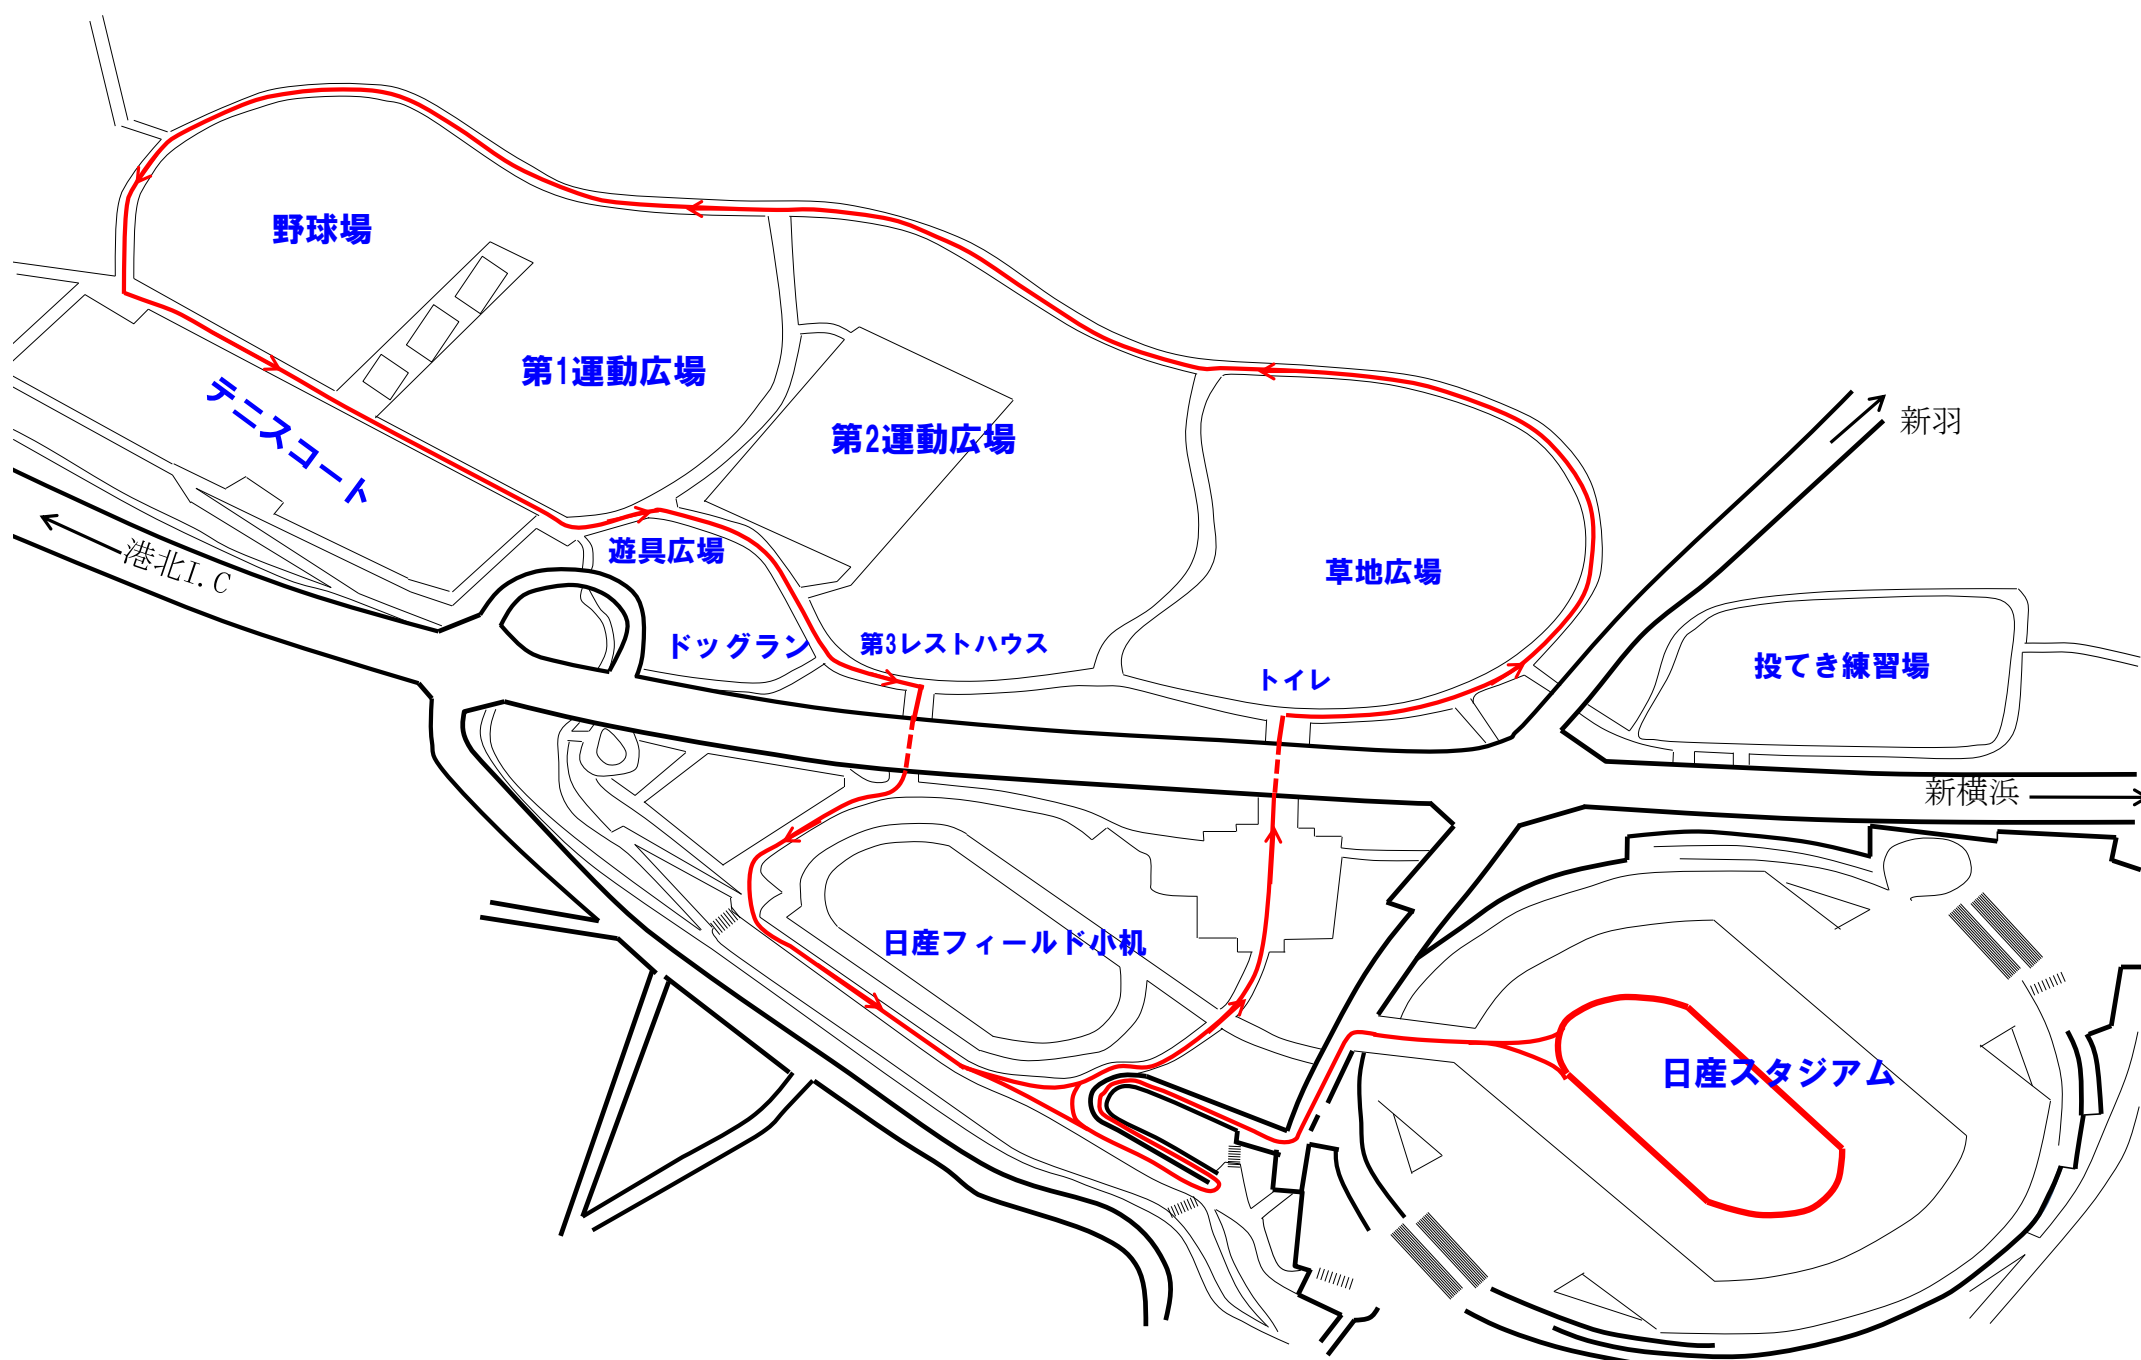 野球場
第1運動広場
テニスコート
第2運動広場
新羽
港北I.C
遊具広場
草地広場
ドッグラン
第3レストハウス
トイレ
投てき練習場
新横浜
日産フィールド小机
日産スタジアム